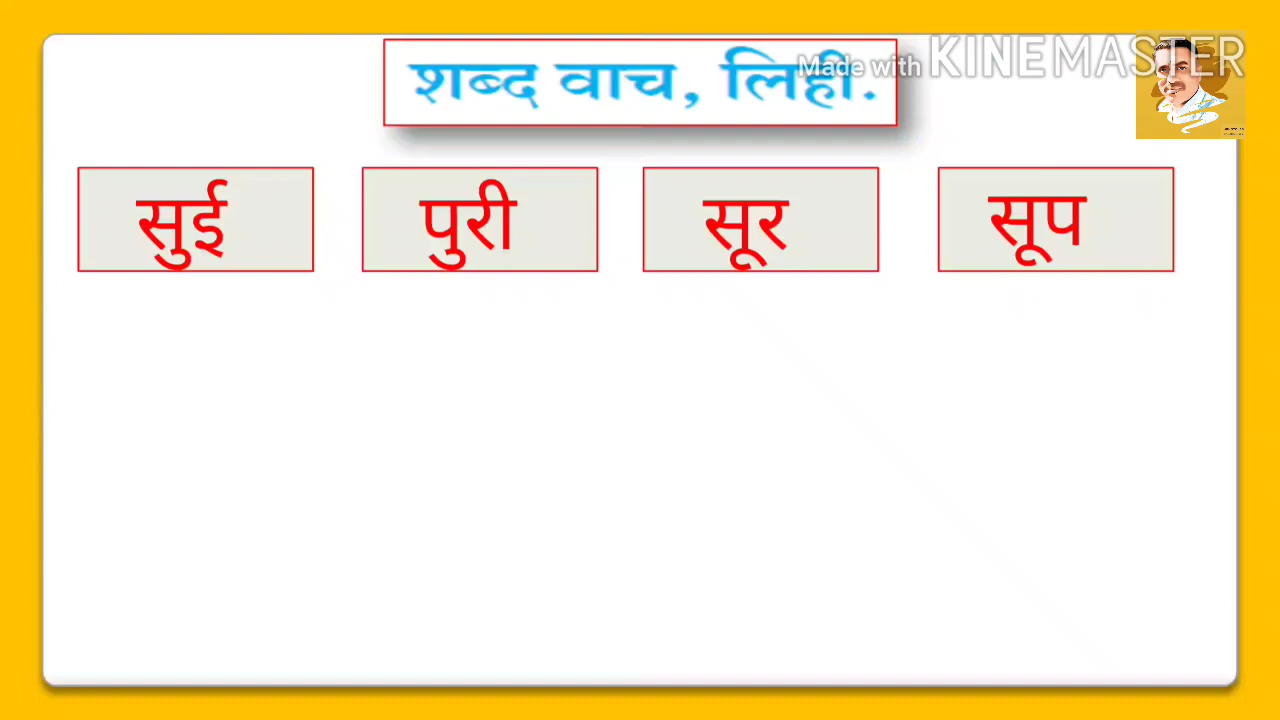 शब्द वाच, लिही.
Made with KINEMASTER
सुई पुरी सूर सूप